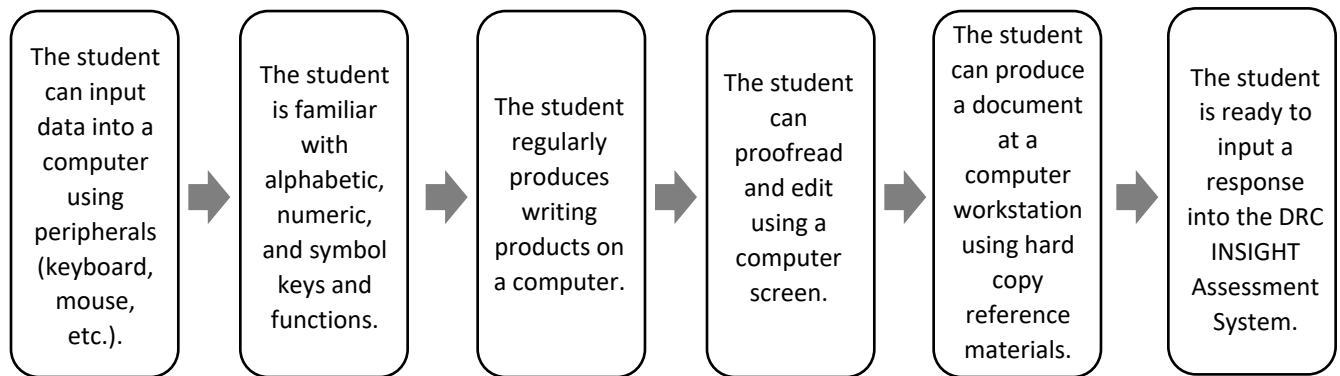 The student
can input
data into a
computer
using
peripherals
(keyboard,
mouse,
etc.).
The student
is familiar
with
alphabetic,
numeric,
and symbol
keys and
functions.
The student
regularly
produces
writing
products on
a computer.
The student
can
proofread
and edit
using a
computer
screen.
The student
can produce
a document
at a
computer
workstation
using hard
copy
reference
materials.
The student
is ready to
input a
response
into the DRC
INSIGHT
Assessment
System.